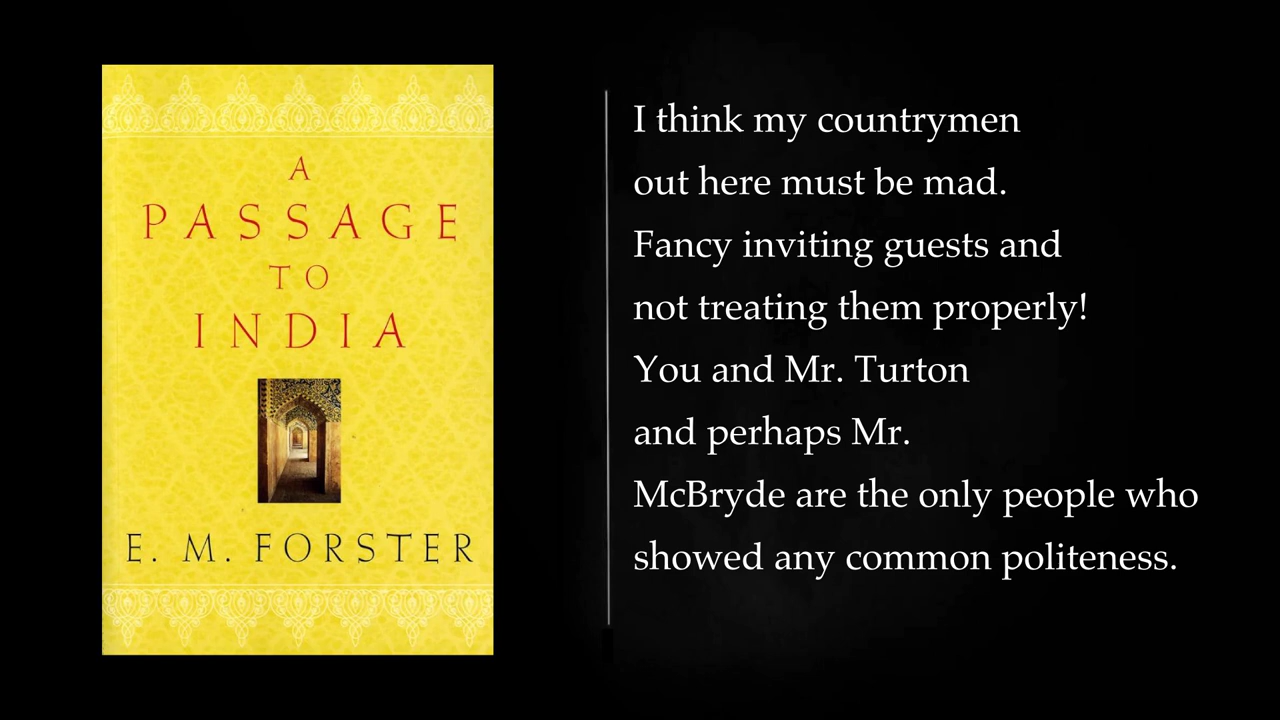 A
PASSAGE
TO
INDIA
E. M. FORSTER
I think my countrymen
out here must be mad.
Fancy inviting guests and
not treating them properly!
You and Mr. Turton
and perhaps Mr.
McBryde are the only people who
showed any common politeness.